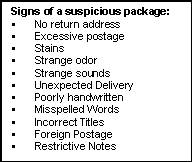 Signs of a suspicious package:
• No return address
• Excessive postage
• Stains
• Strange odor
• Strange sounds
• Unexpected Delivery
• Poorly handwritten
• Misspelled Words
• Incorrect Titles
• Foreign Postage
• Restrictive Notes